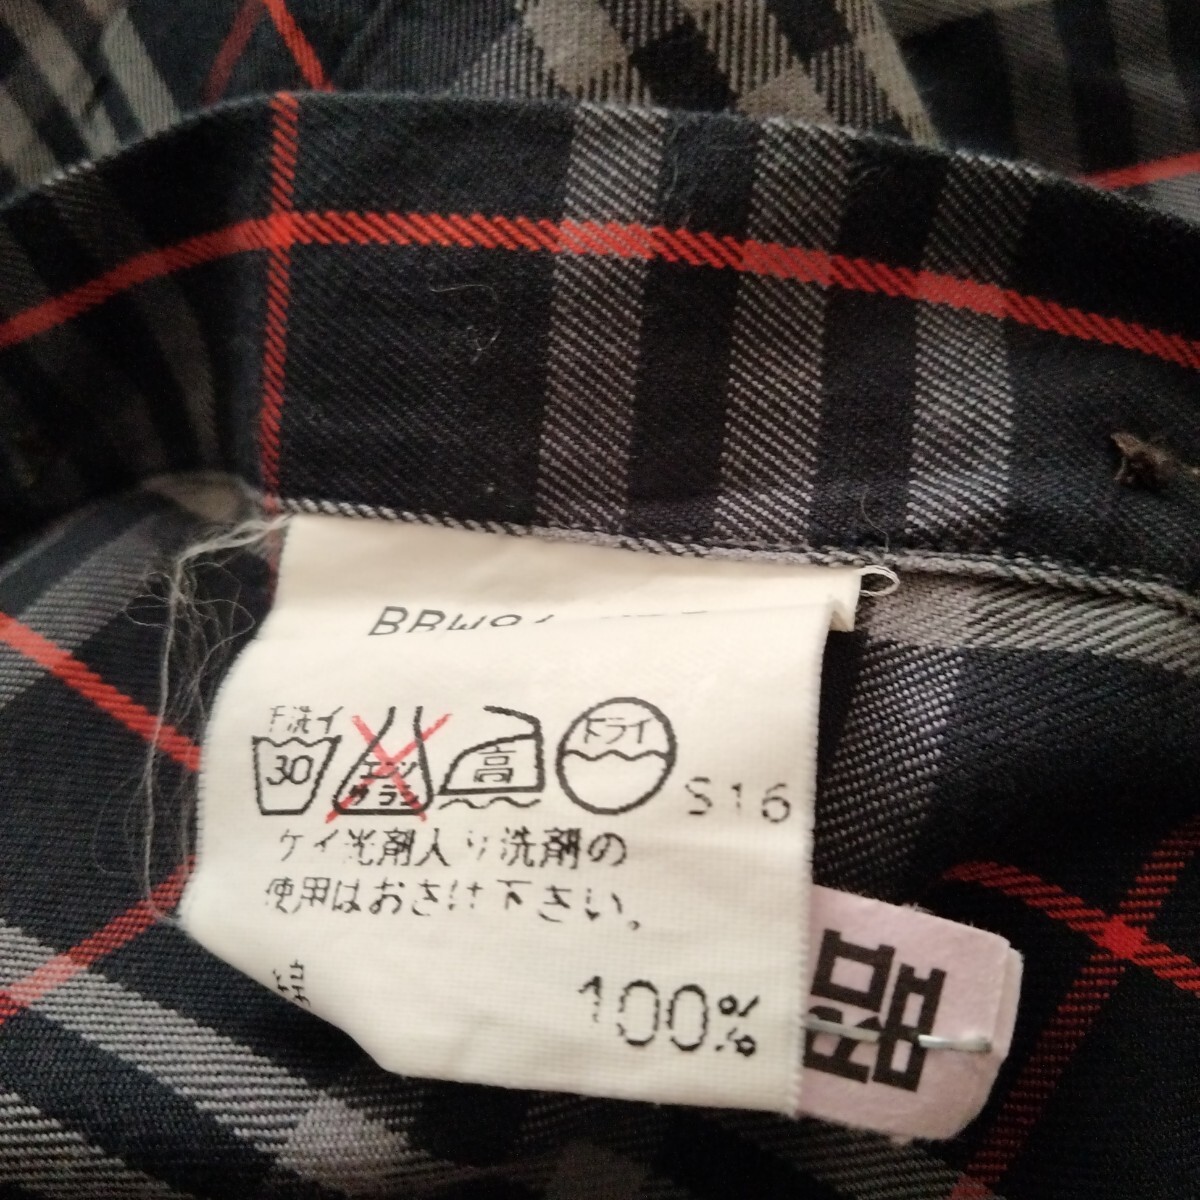 手洗イ
30
エンソ
サラシ
高
ドライ
S16
ケイ光剤入り洗剤の
使用はおさけ下さい。
100%